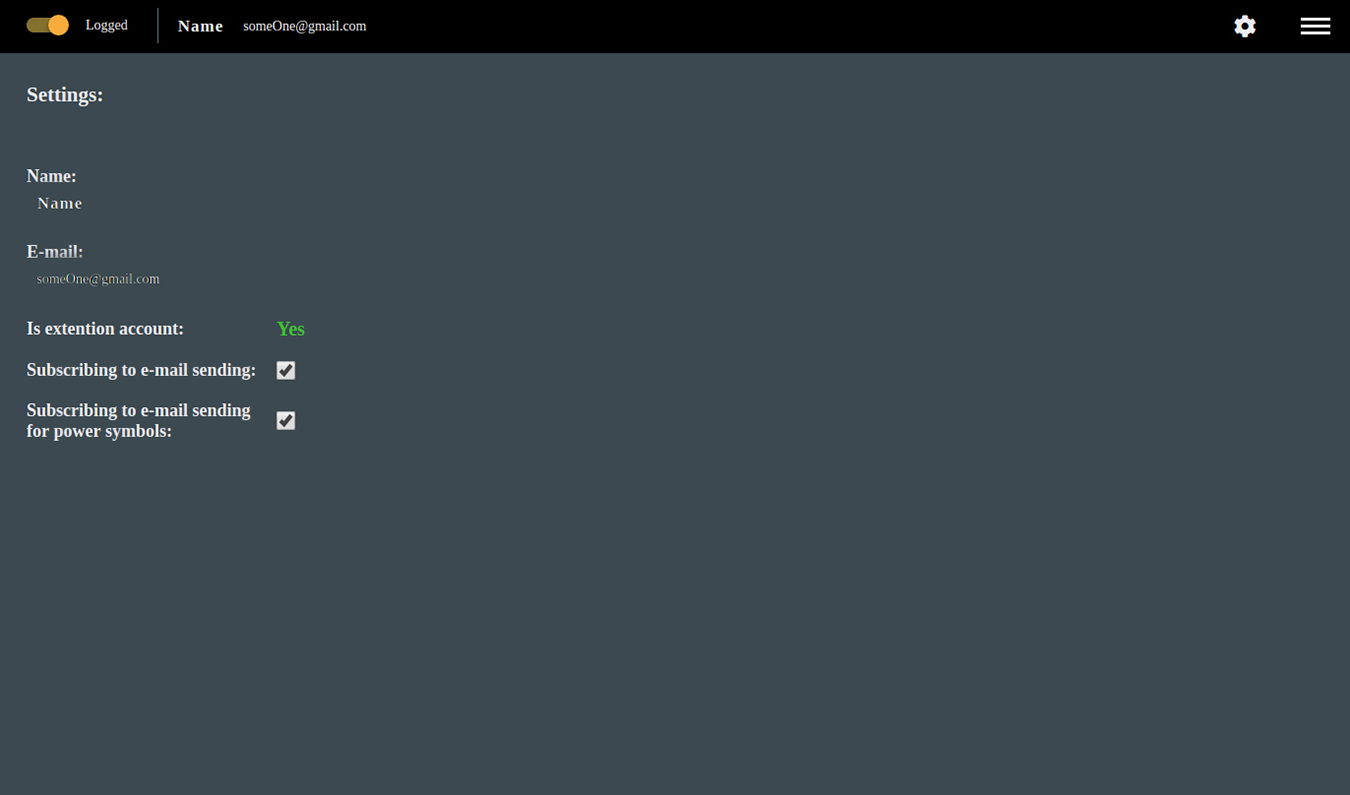 Logged Name someOne@gmail.com
Settings:
Name:
Name
E-mail:
someOne@gmail.com
Is extention account: Yes
Subscribing to e-mail sending:
Subscribing to e-mail sending
for power symbols: